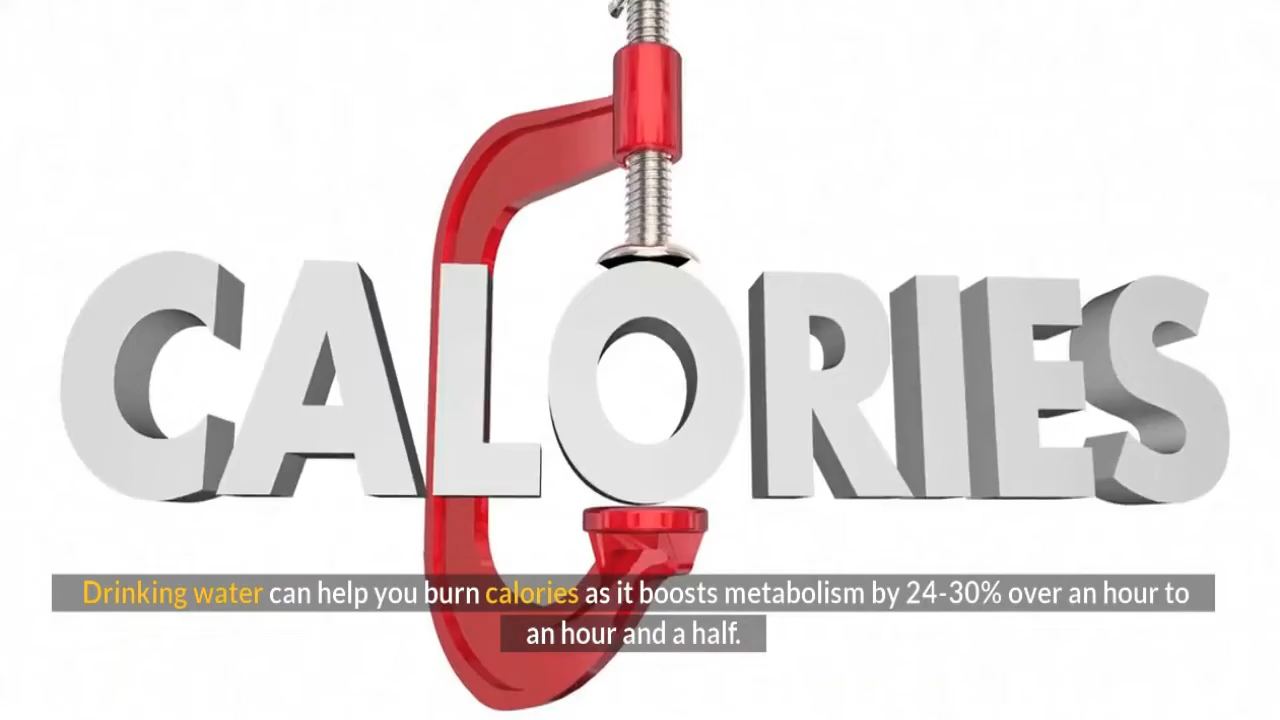 CALORIES
Drinking water can help you burn calories as it boosts metabolism by 24-30% over an hour to
an hour and a half.